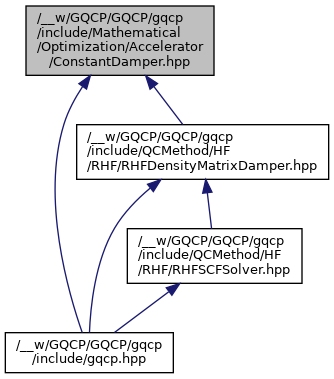 /__w/GQCP/GQCP/gqcp
/include/Mathematical
/Optimization/Accelerator
/ConstantDamper.hpp
/__w/GQCP/GQCP/gqcp
/include/QCMethod/HF
/RHF/RHFDensityMatrixDamper.hpp
/__w/GQCP/GQCP/gqcp
/include/QCMethod/HF
/RHF/RHFSCFSolver.hpp
/__w/GQCP/GQCP/gqcp
/include/gqcp.hpp